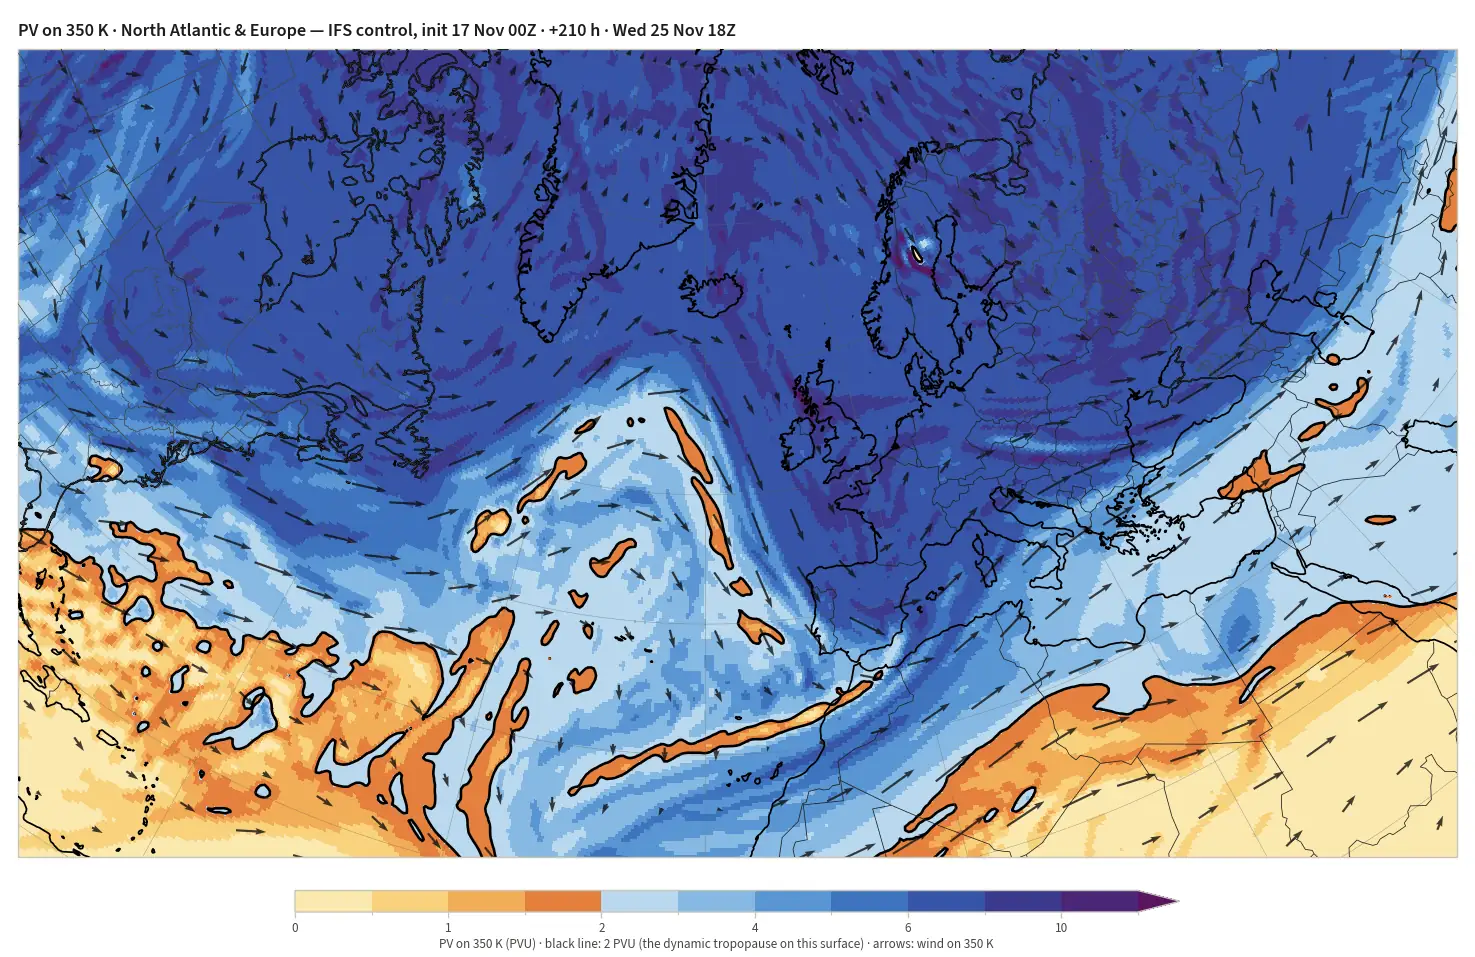 PV on 350 K · North Atlantic & Europe — IFS control, init 17 Nov 00Z · +210 h · Wed 25 Nov 18Z
0 1 2 4 6 10
PV on 350 K (PVU) · black line: 2 PVU (the dynamic tropopause on this surface) · arrows: wind on 350 K